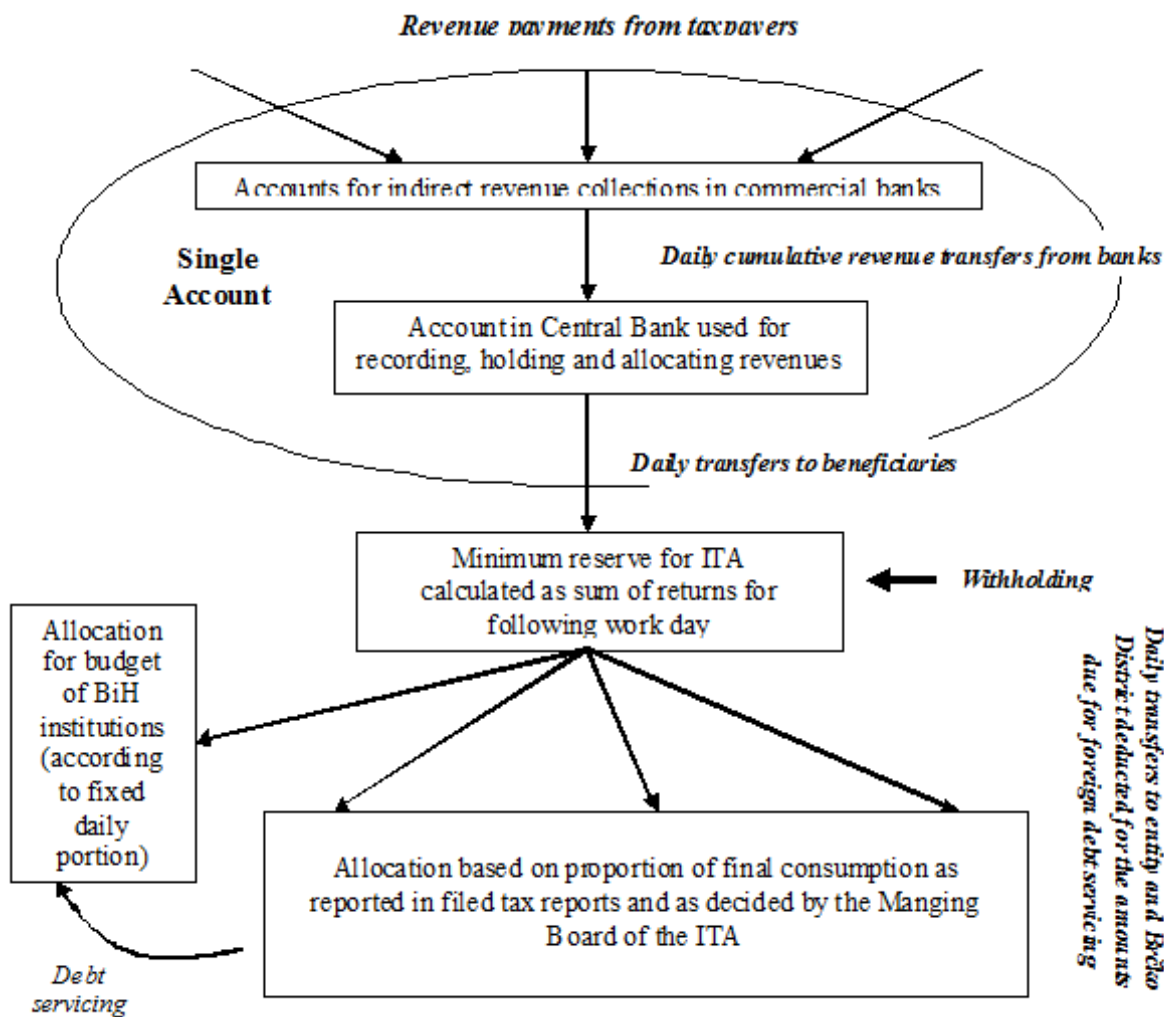 Revenue payments from taxpayers
Accounts for indirect revenue collections in commercial banks
Single
Account
Daily cumulative revenue transfers from banks
Account in Central Bank used for
recording, holding and allocating revenues
Daily transfers to beneficiaries
Minimum reserve for ITA
calculated as sum of returns for
following work day
Withholding
Allocation
for budget
of BiH
institutions
(according
to fixed
daily
portion)
Daily transfers to entity and Brčko
District deducted for the amounts
due for foreign debt servicing
Allocation based on proportion of final consumption as
reported in filed tax reports and as decided by the Manging
Board of the ITA
Debt
servicing